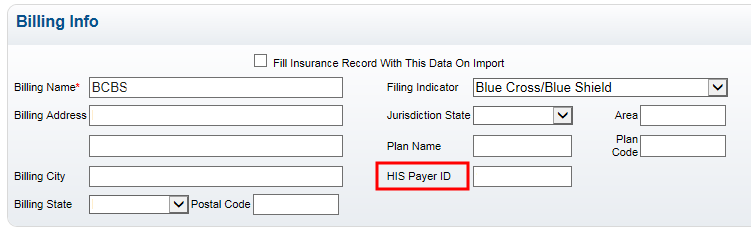 Billing Info
Fill Insurance Record With This Data On Import
Billing Name* BCBS Filing Indicator Blue Cross/Blue Shield
Billing Address Jurisdiction State Area
Plan Name Plan
Code
Billing City HIS Payer ID
Billing State Postal Code